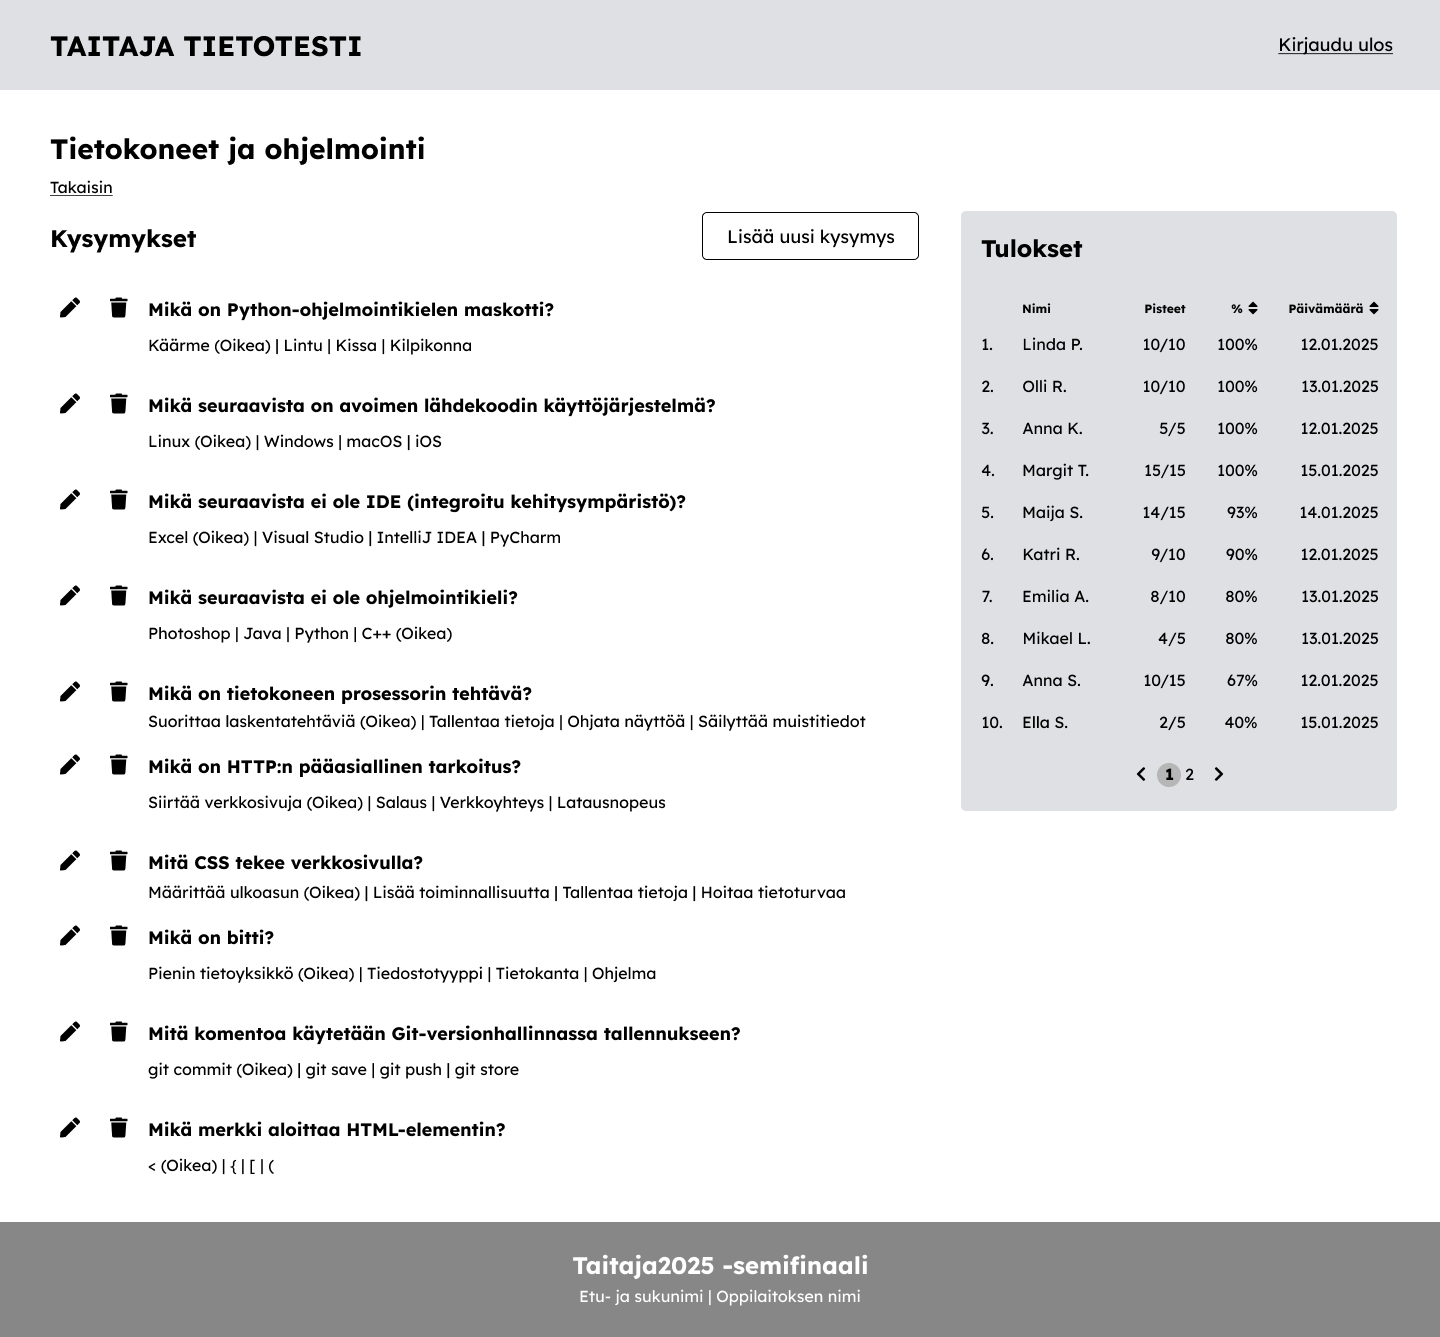 TAITAJA TIETOTESTI
Kirjaudu ulos
Tietokoneet ja ohjelmointi
Takaisin
Kysymykset
Lisää uusi kysymys
Mikä on Python-ohjelmointikielen maskotti?
Käärme (Oikea) | Lintu | Kissa | Kilpikonna
Mikä seuraavista on avoimen lähdekoodin käyttöjärjestelmä?
Linux (Oikea) | Windows | macOS | iOS
Mikä seuraavista ei ole IDE (integroitu kehitysympäristö)?
Excel (Oikea) | Visual Studio | IntelliJ IDEA | PyCharm
Mikä seuraavista ei ole ohjelmointikieli?
Photoshop | Java | Python | C++ (Oikea)
Mikä on tietokoneen prosessorin tehtävä?
Suorittaa laskentatehtäviä (Oikea) | Tallentaa tietoja | Ohjata näyttöä | Säilyttää muistitiedot
Mikä on HTTP:n pääasiallinen tarkoitus?
Siirtää verkkosivuja (Oikea) | Salaus | Verkkoyhteys | Latausnopeus
Mitä CSS tekee verkkosivulla?
Määrittää ulkoasun (Oikea) | Lisää toiminnallisuutta | Tallentaa tietoja | Hoitaa tietoturvaa
Mikä on bitti?
Pienin tietoyksikkö (Oikea) | Tiedostotyyppi | Tietokanta | Ohjelma
Mitä komentoa käytetään Git-versionhallinnassa tallennukseen?
git commit (Oikea) | git save | git push | git store
Mikä merkki aloittaa HTML-elementin?
< (Oikea) | { | [ | (
Tulokset
Nimi Pisteet % Päivämäärä
1. Linda P. 10/10 100% 12.01.2025
2. Olli R. 10/10 100% 13.01.2025
3. Anna K. 5/5 100% 12.01.2025
4. Margit T. 15/15 100% 15.01.2025
5. Maija S. 14/15 93% 14.01.2025
6. Katri R. 9/10 90% 12.01.2025
7. Emilia A. 8/10 80% 13.01.2025
8. Mikael L. 4/5 80% 13.01.2025
9. Anna S. 10/15 67% 12.01.2025
10. Ella S. 2/5 40% 15.01.2025
1 2
Taitaja2025 -semifinaali
Etu- ja sukunimi | Oppilaitoksen nimi